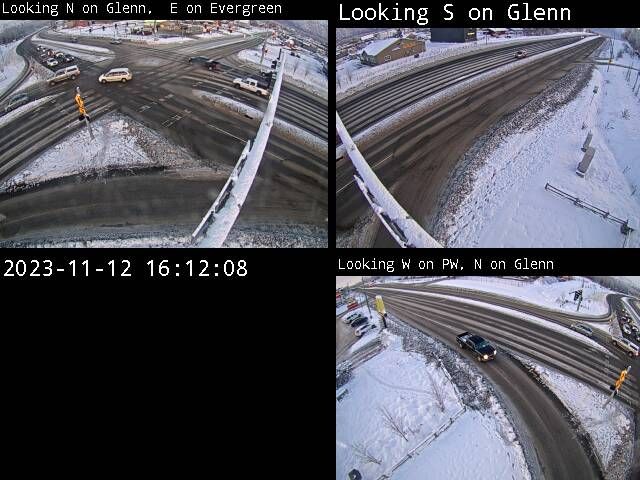 Looking N on Glenn,  E on Evergreen
Looking S on Glenn
2023-11-12 16:12:08
Looking W on PW, N on Glenn